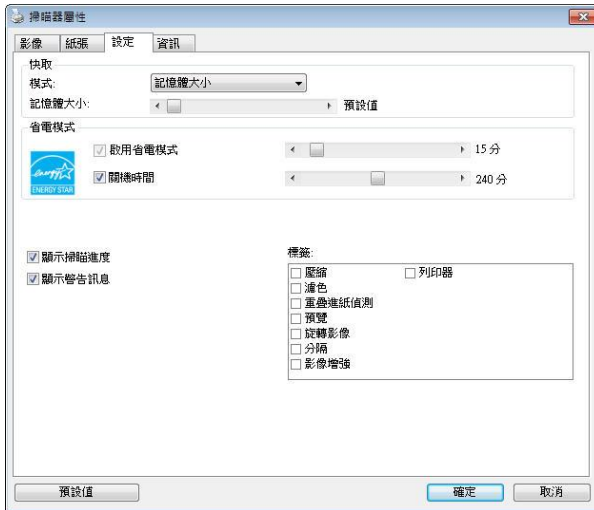 掃瞄器屬性
影像 紙張 設定 資訊
快取
模式: 記憶體大小
記憶體大小: 預設值
省電模式
啟用省電模式 15 分
關機時間 240 分
energy
ENERGY STAR
顯示掃瞄進度
顯示警告訊息
標籤:
壓縮 列印器
濾色
重疊進紙偵測
預覽
旋轉影像
分隔
影像增強
預設值 確定 取消